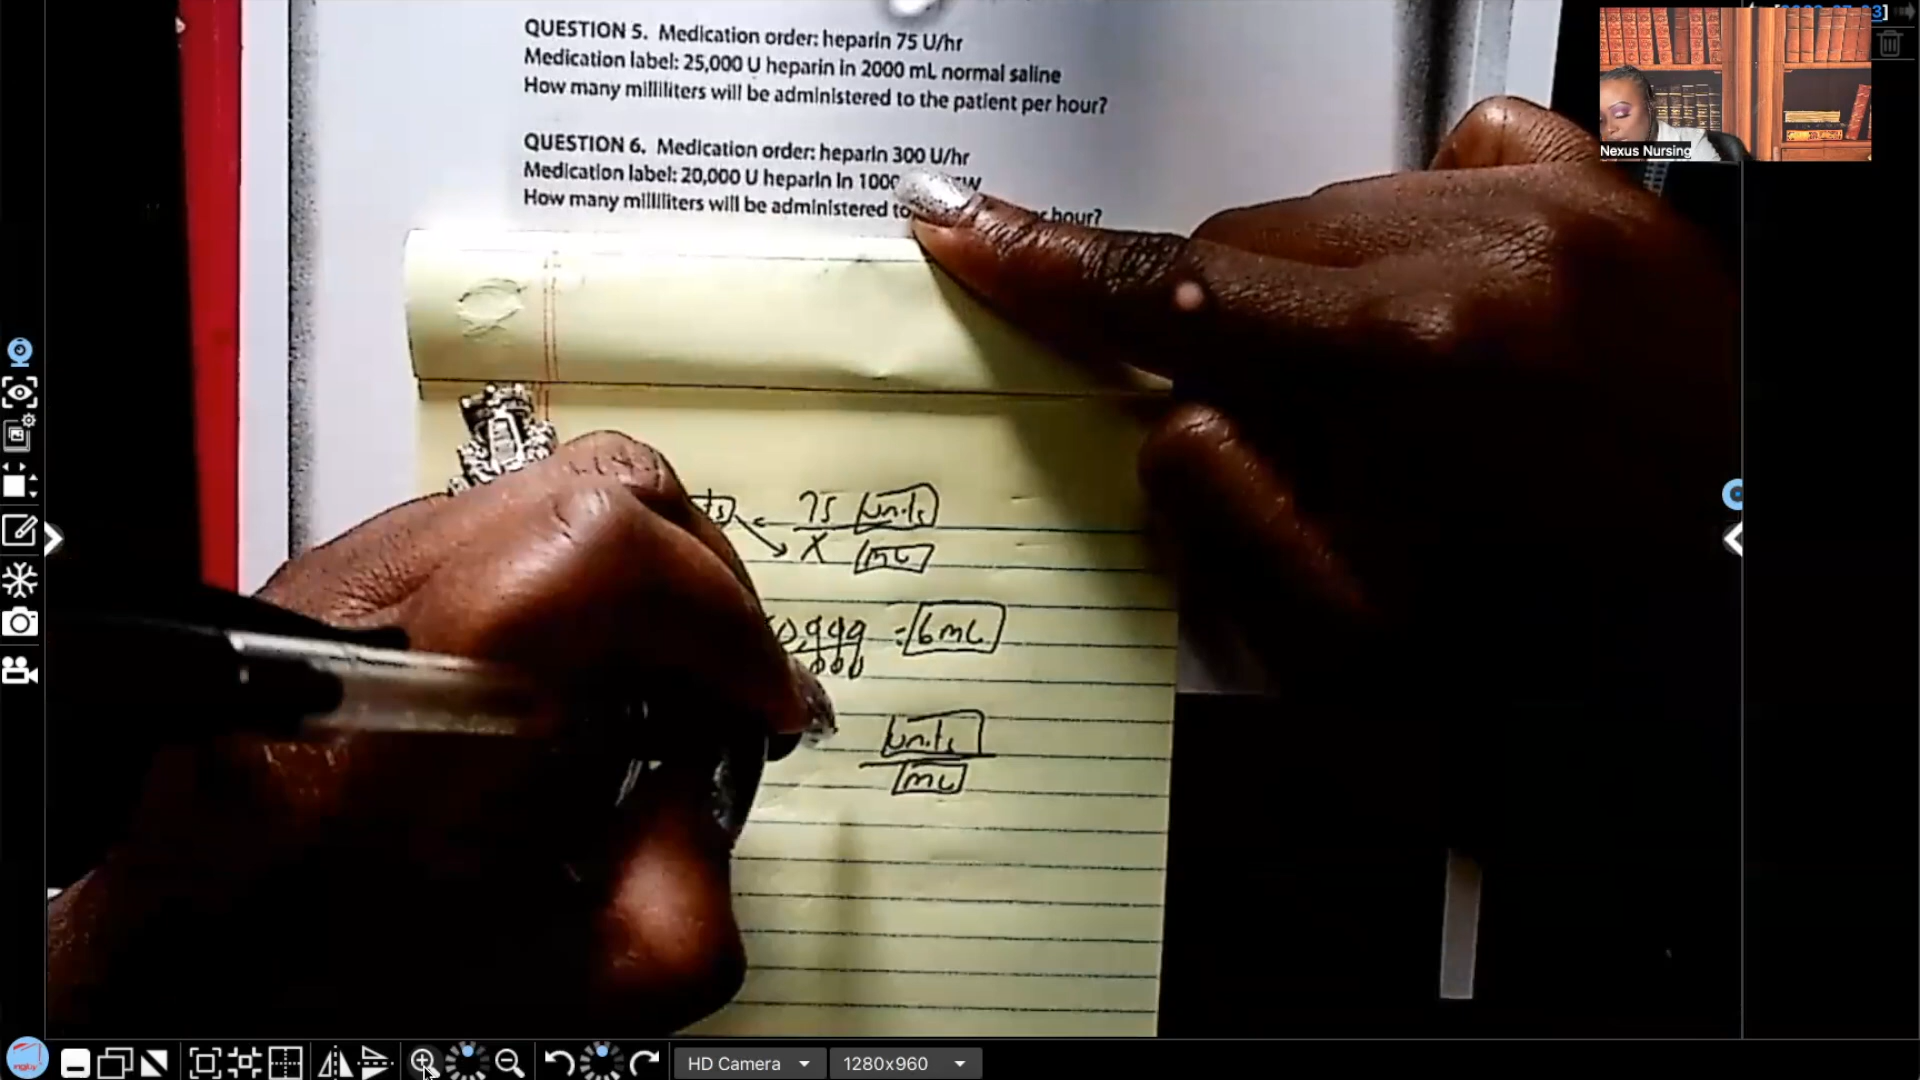 QUESTION 5. Medication order: heparin 75 U/hr
Medication label: 25,000 U heparin in 2000 mL normal saline
How many milliliters will be administered to the patient per hour?
QUESTION 6. Medication order: heparin 300 U/hr
Medication label: 20,000 U heparin in 1000
How many milliliters will be administered to hour?
75 units
X mL
= 6 mL
units
mL
Nexus Nursing
HD Camera
1280x960